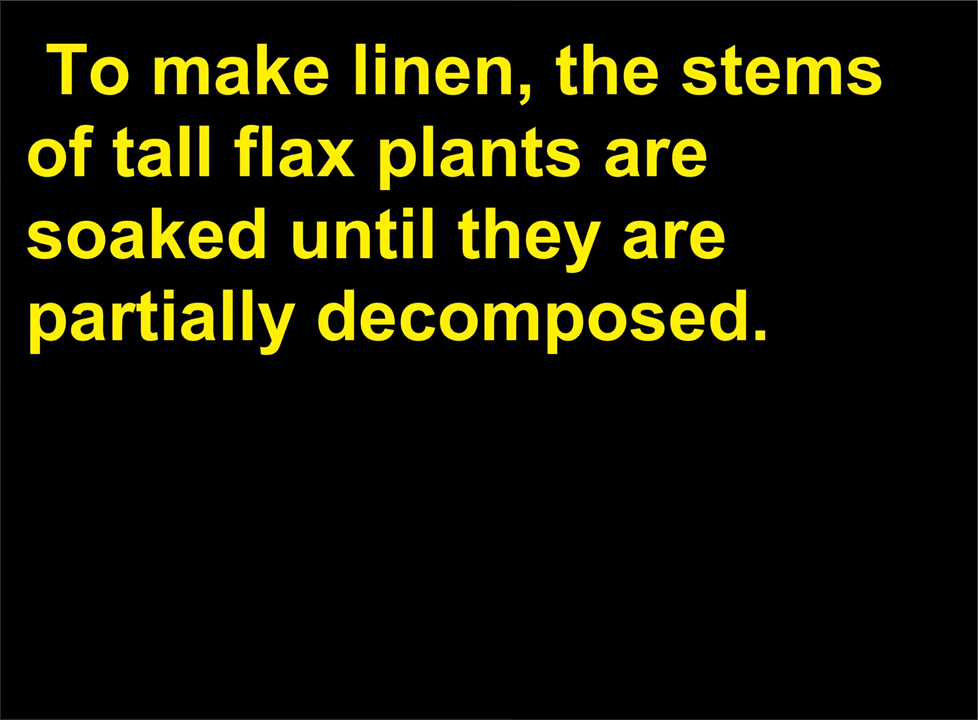 To make linen, the stems
of tall flax plants are
soaked until they are
partially decomposed.